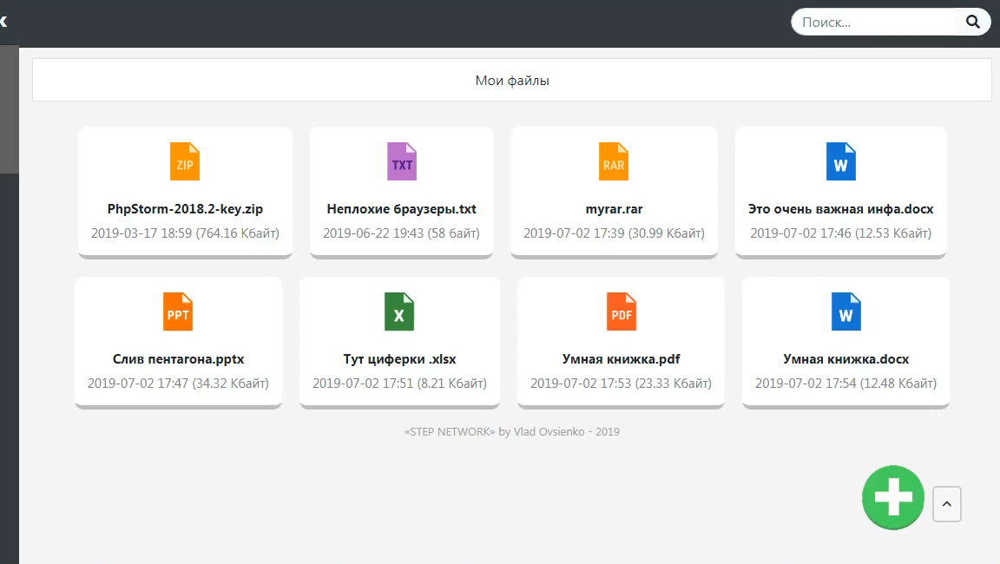 Поиск...
Мои файлы
ZIP
TXT
RAR
W
PhpStorm-2018.2-key.zip
Неплохие браузеры.txt
myrar.rar
Это очень важная инфа.docx
2019-03-17 18:59 (764.16 Кбайт)
2019-06-22 19:43 (58 байт)
2019-07-02 17:39 (30.99 Кбайт)
2019-07-02 17:46 (12.53 Кбайт)
PPT
X
PDF
W
Слив пентагона.pptx
Тут циферки .xlsx
Умная книжка.pdf
Умная книжка.docx
2019-07-02 17:47 (34.32 Кбайт)
2019-07-02 17:51 (8.21 Кбайт)
2019-07-02 17:53 (23.33 Кбайт)
2019-07-02 17:54 (12.48 Кбайт)
«STEP NETWORK» by Vlad Ovsienko - 2019